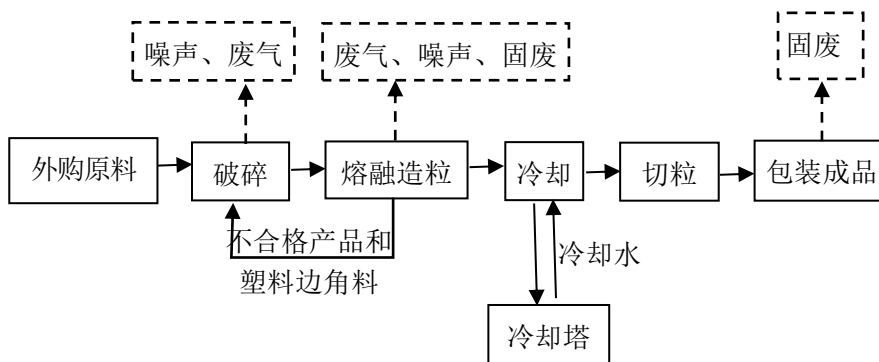 噪声、废气
废气、噪声、固废
固废
外购原料
破碎
熔融造粒
冷却
切粒
包装成品
不合格产品和
塑料边角料
冷却水
冷却塔